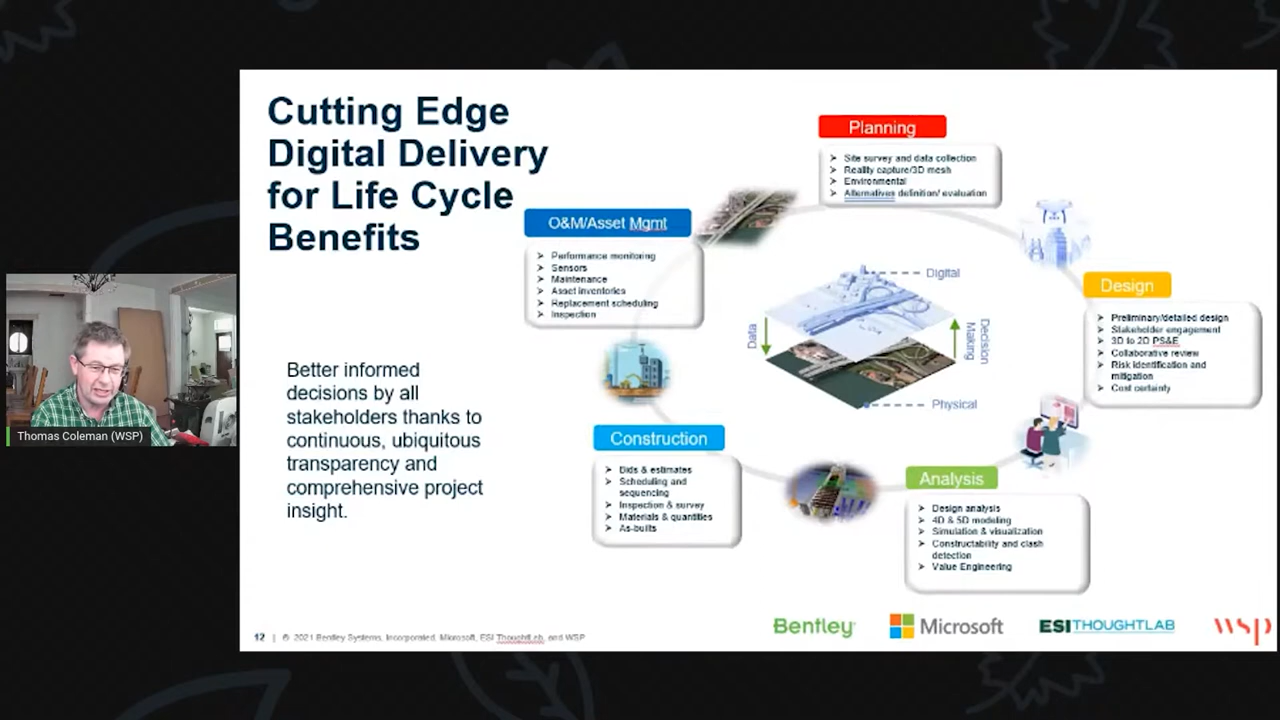 Cutting Edge
Digital Delivery
for Life Cycle
Benefits
Better informed
decisions by all
stakeholders thanks to
continuous, ubiquitous
transparency and
comprehensive project
insight.
Planning
Site survey and data collection
Reality capture/3D mesh
Environmental
Alternatives definition/ evaluation
Design
Preliminary/detailed design
Stakeholder engagement
3D to 2D PS&E
Collaborative review
Risk identification and
mitigation
Cost certainty
Analysis
Design analysis
4D & 5D modeling
Simulation & visualization
Constructability and clash
detection
Value Engineering
Construction
Bids & estimates
Scheduling and
sequencing
Inspection & survey
Materials & quantities
As-builts
O&M/Asset Mgmt
Performance monitoring
Sensors
Maintenance
Asset inventories
Replacement scheduling
Inspection
Digital
Data
Decision
Making
Physical
Thomas Coleman (WSP)
12 | © 2021 Bentley Systems, Incorporated, Microsoft, ESI ThoughtLab, and WSP
Bentley
Microsoft
ESITHOUGHTLAB
wsp